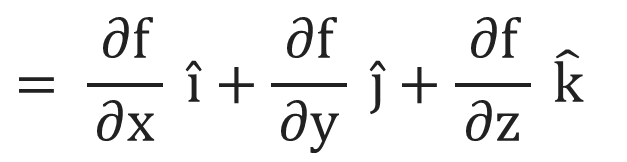 = ∂f/∂x î + ∂f/∂y ĵ + ∂f/∂z k̂